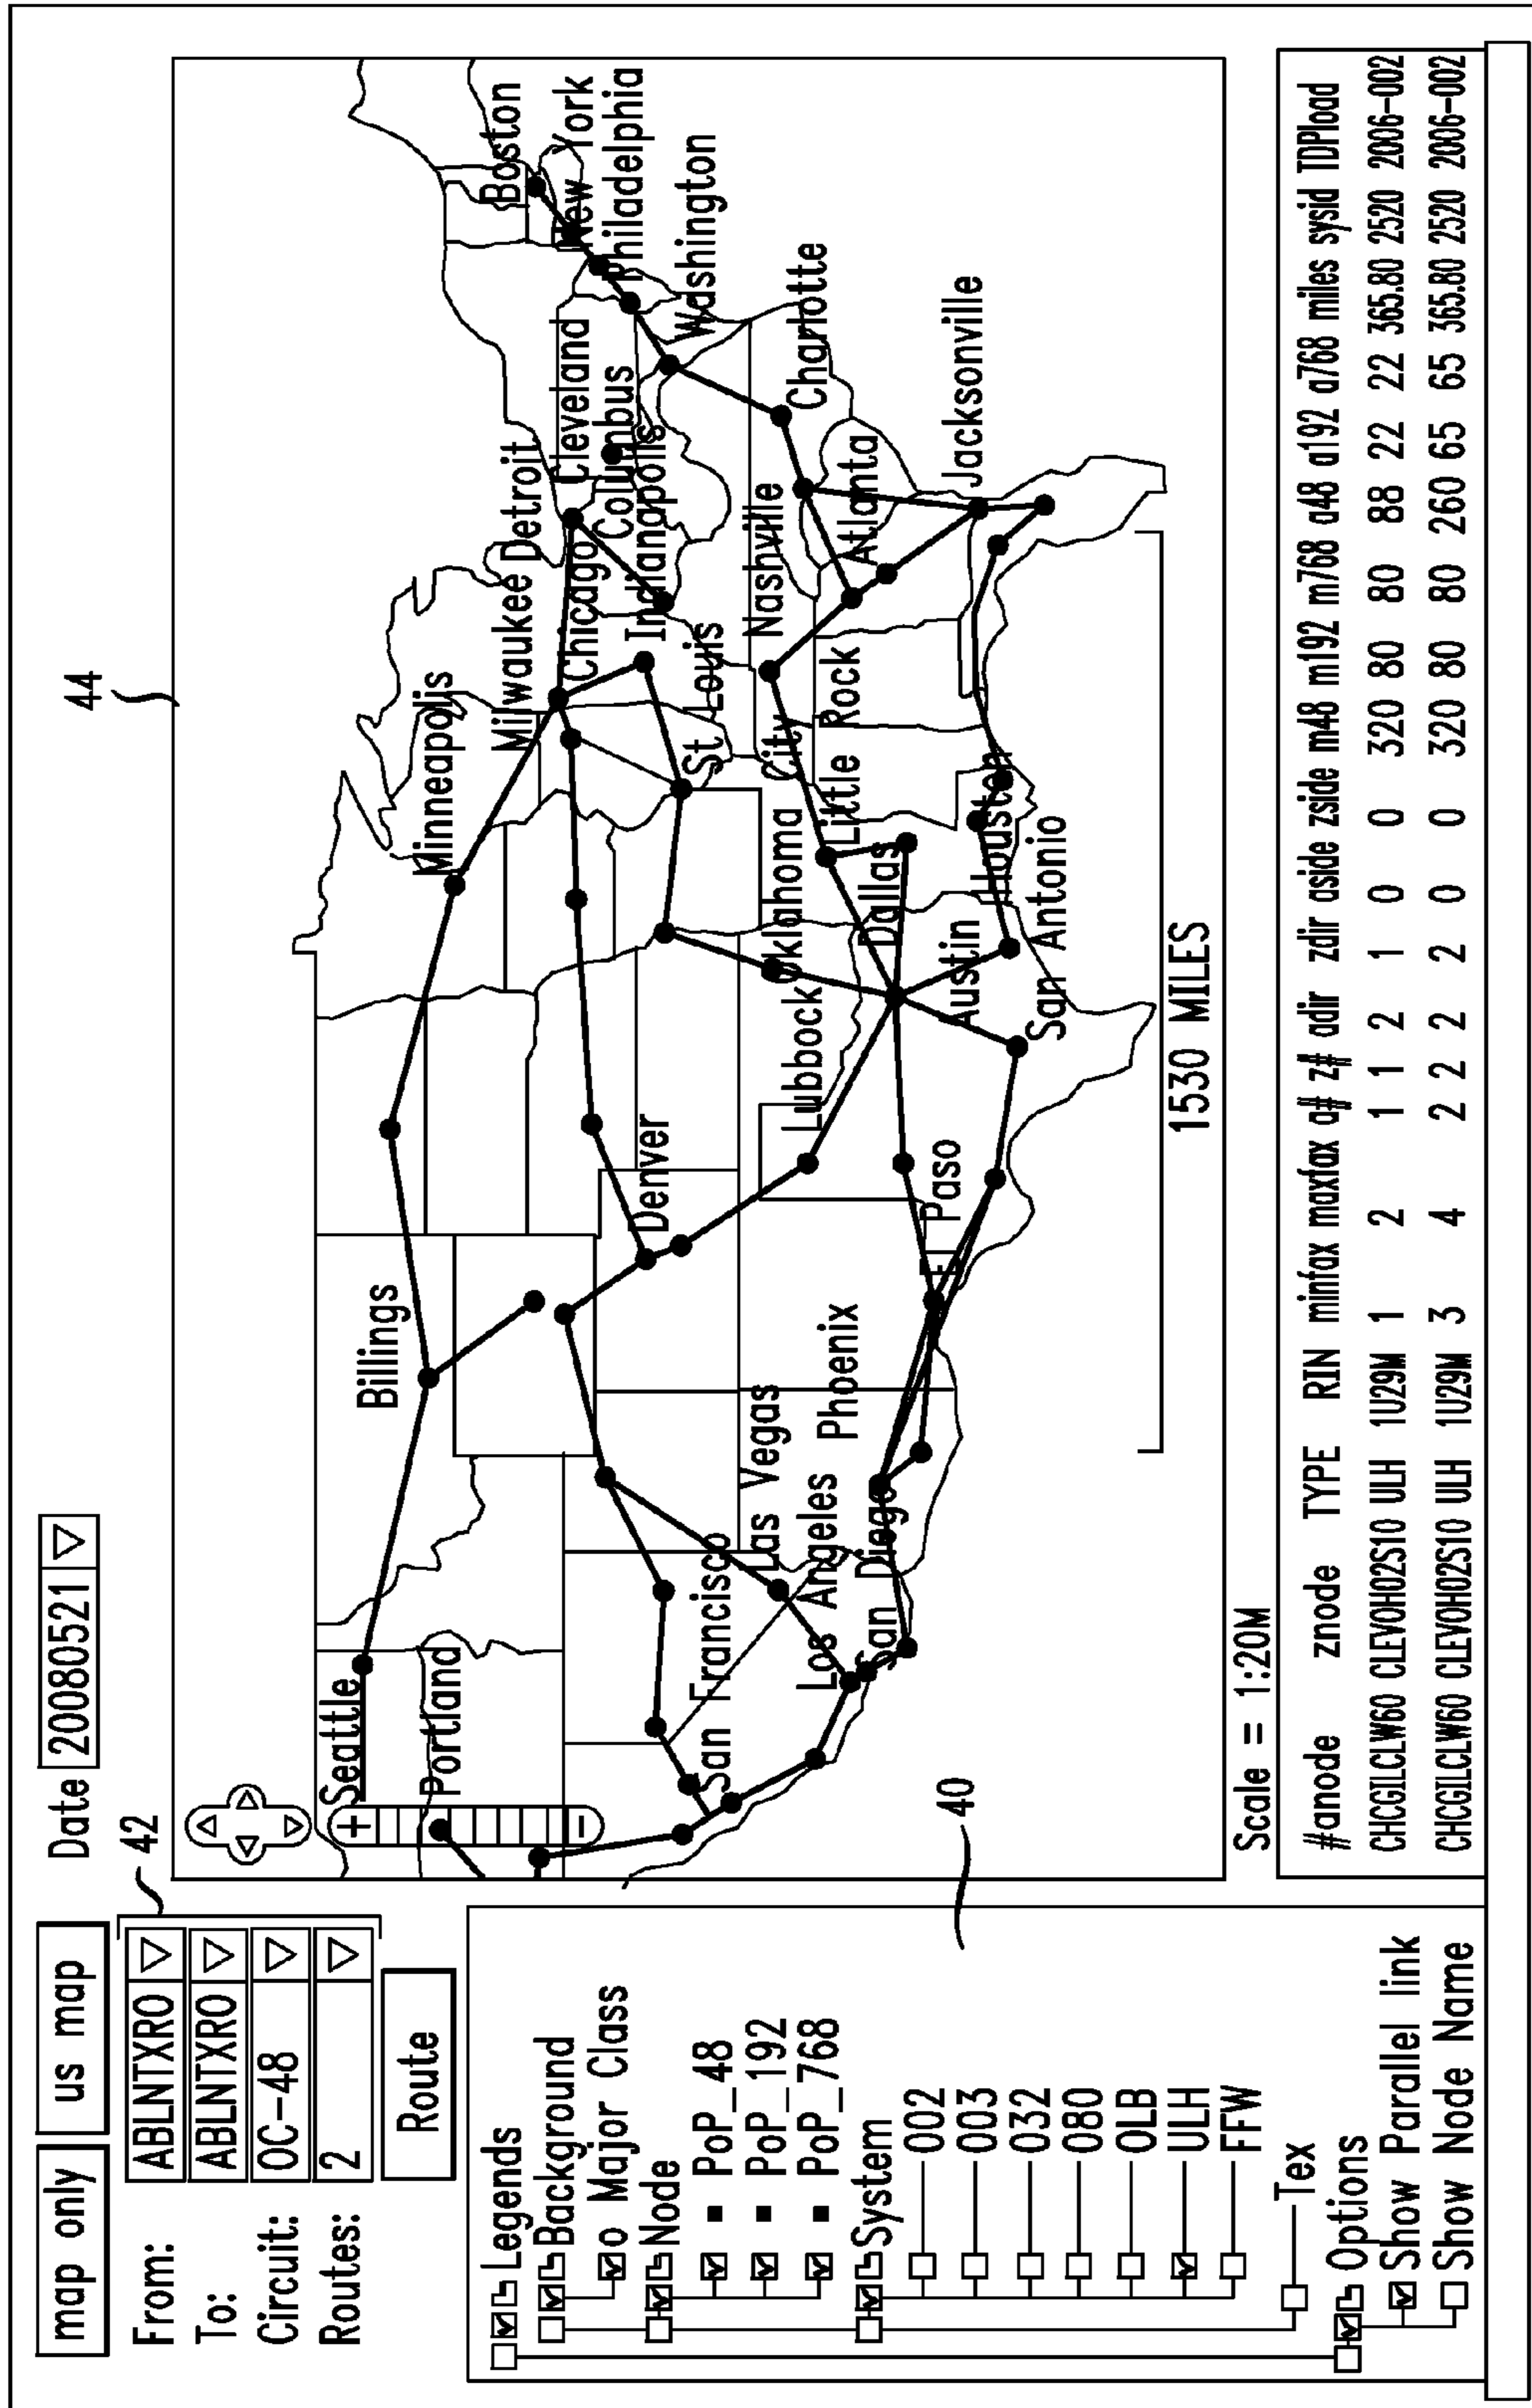 map only
us map
Date 20080521
From: ABLNTXRO
To: ABLNTXRO
Circuit: OC-48
Routes: 2
Route
42
44
40
Legends
Background
o Major Class
Node
PoP_48
PoP_192
PoP_768
System
002
003
032
080
OLB
ULH
FFW
Tex
Options
Show Parallel link
Show Node Name
+
−
Seattle
Portland
Billings
Minneapolis
Milwaukee
Detroit
Boston
New York
Philadelphia
Chicago
Cleveland
Columbus
Indianapolis
Washington
San Francisco
Denver
St Louis
Las Vegas
Los Angeles
San Diego
Phoenix
Lubbock
Oklahoma City
Nashville
Charlotte
Little Rock
Atlanta
El Paso
Dallas
Austin
Houston
San Antonio
Jacksonville
1530 MILES
Scale = 1:20M
#anode znode TYPE RIN minfax maxfax a# z# adir zdir aside zside m48 m192 m768 a48 a192 a768 miles sysid TDPload
CHCGILCLW60 CLEVOH02S10 ULH 1U29M 1 2 1 1 2 1 0 0 320 80 80 88 22 22 365.80 2520 2006-002
CHCGILCLW60 CLEVOH02S10 ULH 1U29M 3 4 2 2 2 2 0 0 320 80 80 260 65 65 365.80 2520 2006-002